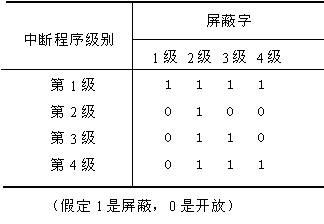 中断程序级别 屏蔽字
1级 2级 3级 4级
第1级 1 1 1 1
第2级 0 1 0 0
第3级 0 1 1 0
第4级 0 1 1 1
（假定1是屏蔽，0是开放）